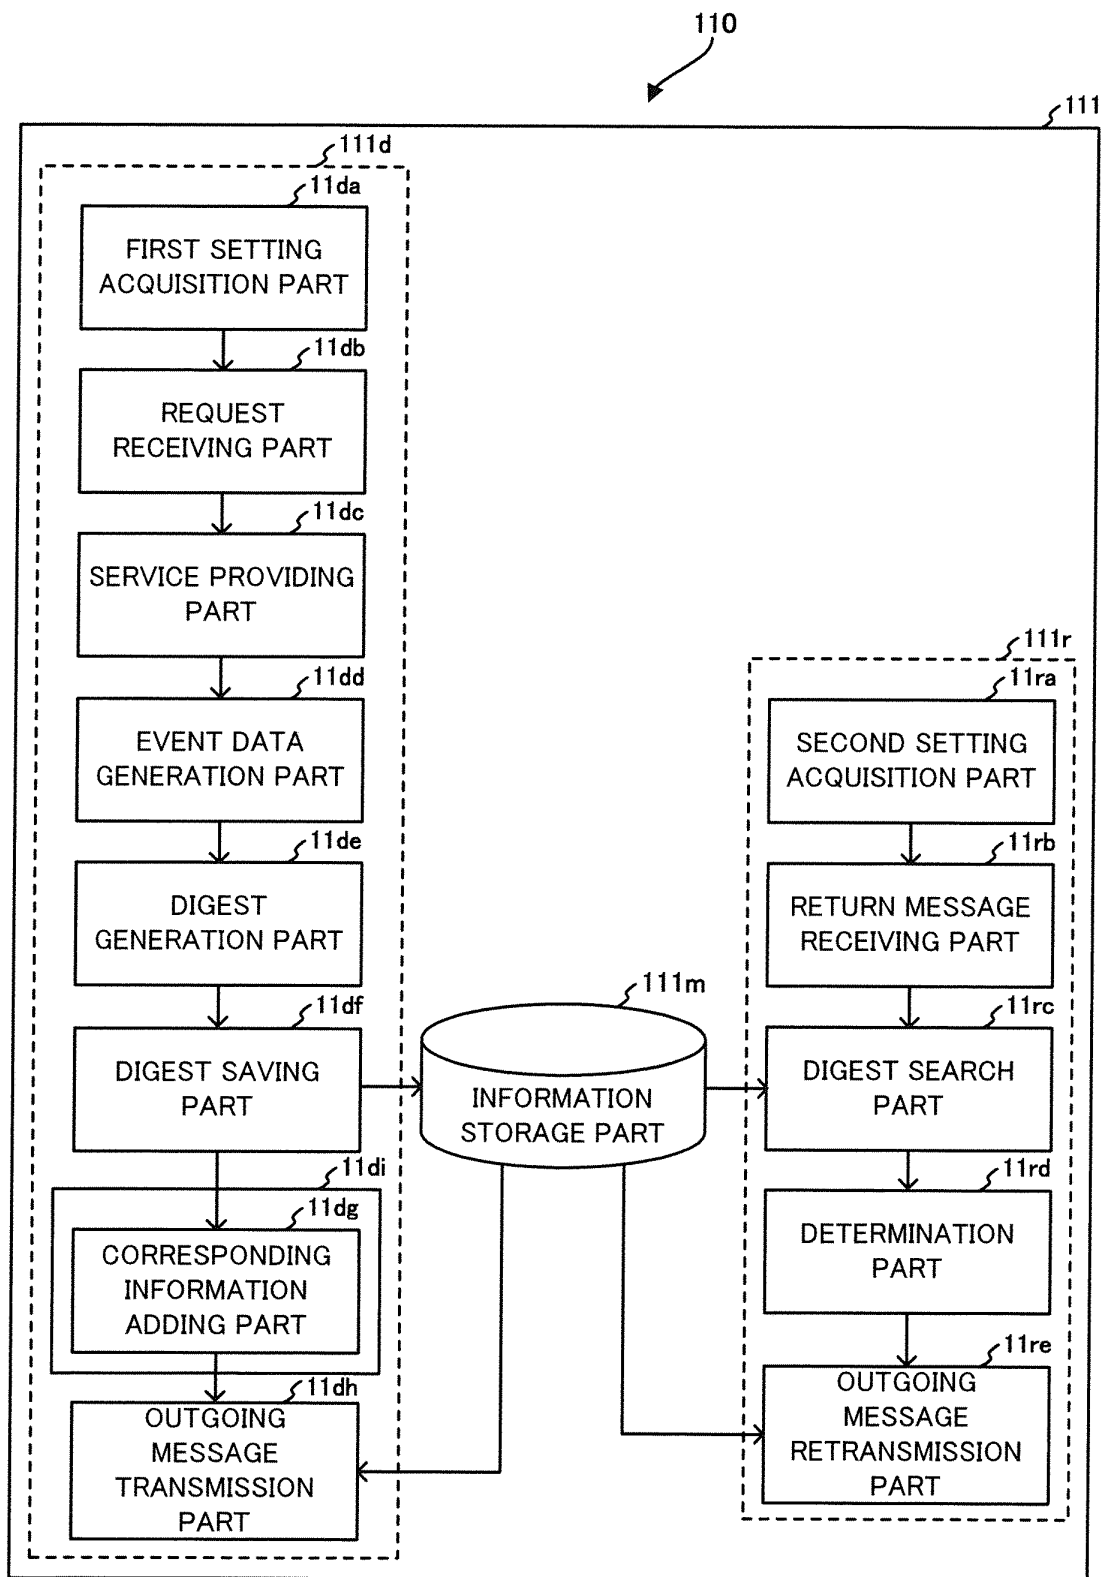 110
111
111d
11da
FIRST SETTING
ACQUISITION PART
11db
REQUEST
RECEIVING PART
11dc
SERVICE PROVIDING
PART
11dd
EVENT DATA
GENERATION PART
11de
DIGEST
GENERATION PART
11df
DIGEST SAVING
PART
11di
11dg
CORRESPONDING
INFORMATION
ADDING PART
11dh
OUTGOING
MESSAGE
TRANSMISSION
PART
111m
INFORMATION
STORAGE PART
111r
11ra
SECOND SETTING
ACQUISITION PART
11rb
RETURN MESSAGE
RECEIVING PART
11rc
DIGEST SEARCH
PART
11rd
DETERMINATION
PART
11re
OUTGOING
MESSAGE
RETRANSMISSION
PART